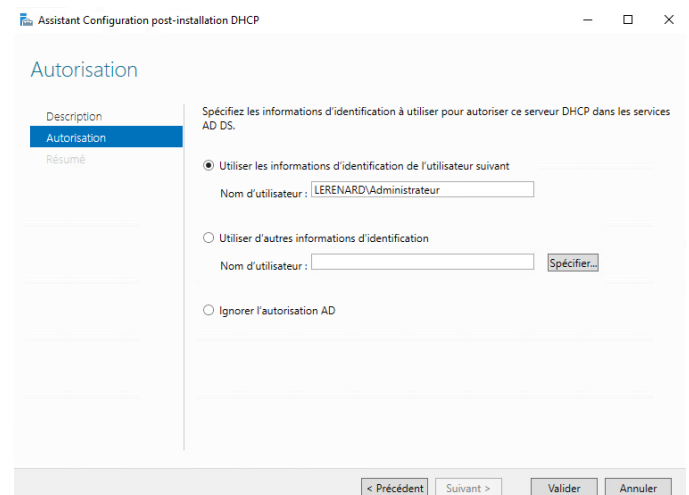 Assistant Configuration post-installation DHCP
Autorisation
Description
Autorisation
Résumé
Spécifiez les informations d'identification à utiliser pour autoriser ce serveur DHCP dans les services
AD DS.
Utiliser les informations d'identification de l'utilisateur suivant
Nom d'utilisateur : LERENARD\Administrateur
Utiliser d'autres informations d'identification
Nom d'utilisateur : Spécifier...
Ignorer l'autorisation AD
< Précédent Suivant > Valider Annuler